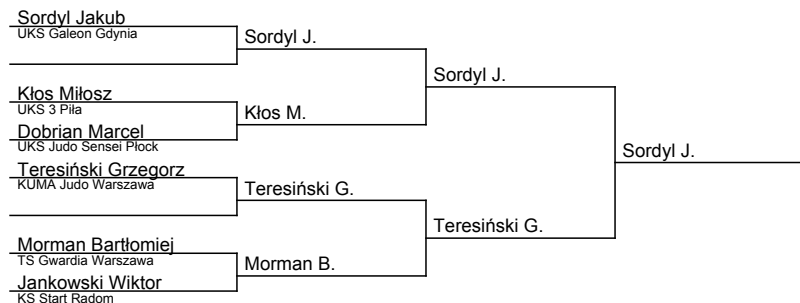 Sordyl Jakub
UKS Galeon Gdynia
Sordyl J.
Sordyl J.
Kłos Miłosz
UKS 3 Piła
Kłos M.
Dobrian Marcel
UKS Judo Sensei Płock
Sordyl J.
Teresiński Grzegorz
KUMA Judo Warszawa
Teresiński G.
Teresiński G.
Morman Bartłomiej
TS Gwardia Warszawa
Morman B.
Jankowski Wiktor
KS Start Radom